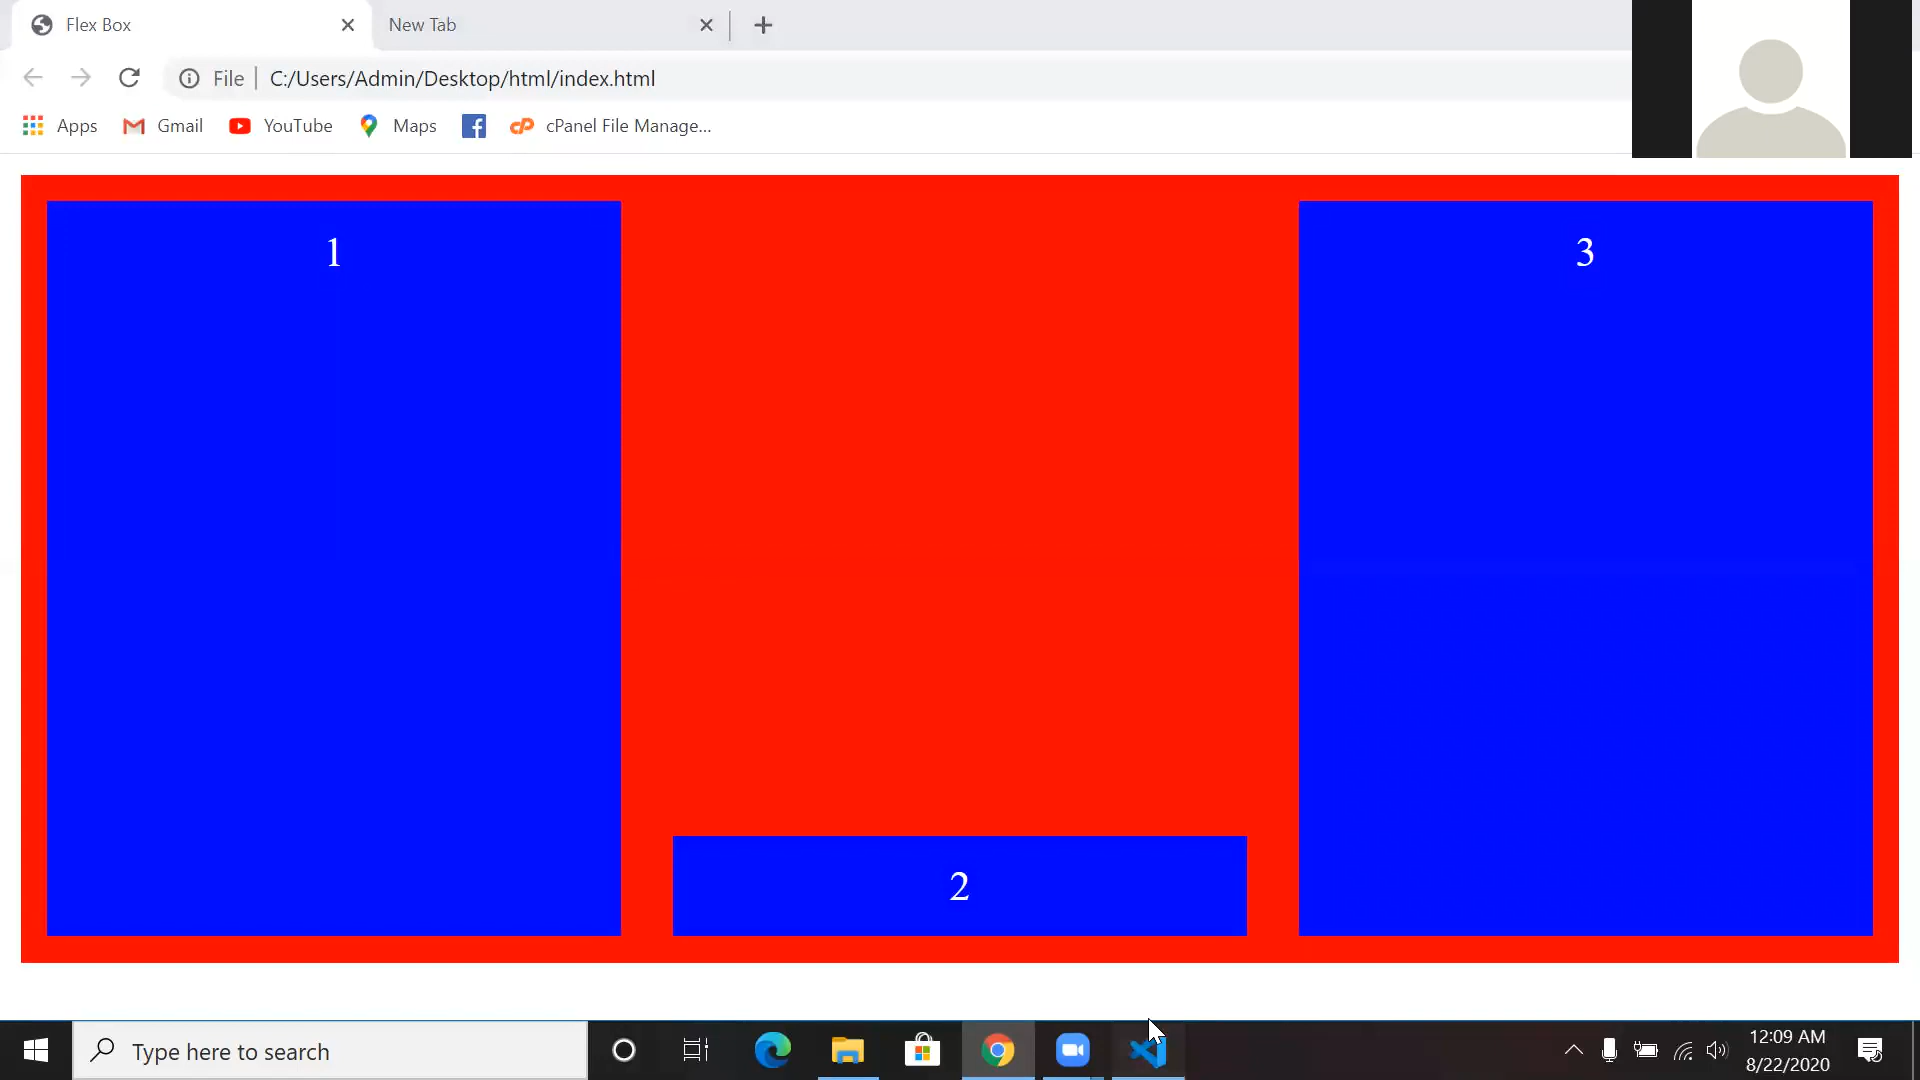 Flex Box
New Tab
File
C:/Users/Admin/Desktop/html/index.html
Apps
Gmail
YouTube
Maps
cPanel File Manage...
1
3
2
Type here to search
12:09 AM
8/22/2020